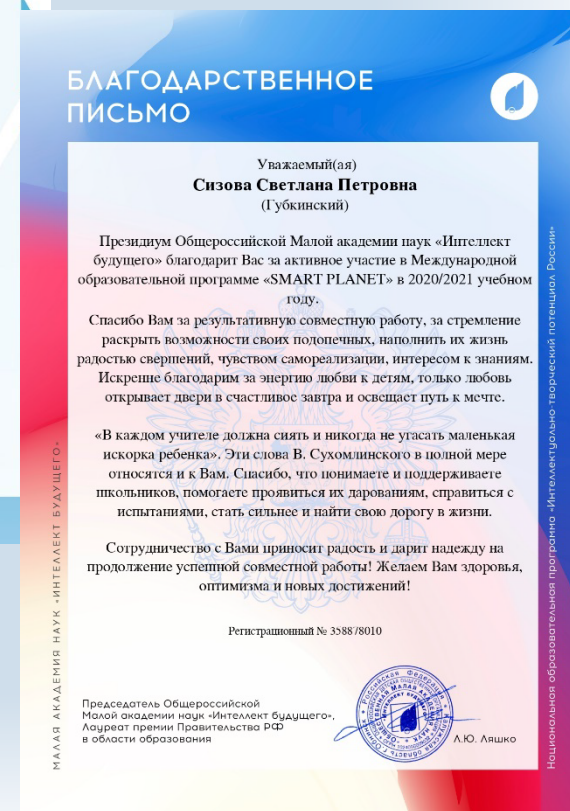 БЛАГОДАРСТВЕННОЕ
ПИСЬМО
Уважаемый(ая)
Сизова Светлана Петровна
(Губкинский)
Президиум Общероссийской Малой академии наук «Интеллект
будущего» благодарит Вас за активное участие в Международной
образовательной программе «SMART PLANET» в 2020/2021 учебном
году.
Спасибо Вам за результативную совместную работу, за стремление
раскрыть возможности своих подопечных, наполнить их жизнь
радостью свершений, чувством самореализации, интересом к знаниям.
Искренне благодарим за энергию любви к детям, только любовь
открывает двери в счастливое завтра и освещает путь к мечте.
«В каждом учителе должна сиять и никогда не угасать маленькая
искорка ребенка». Эти слова В. Сухомлинского в полной мере
относятся и к Вам. Спасибо, что понимаете и поддерживаете
школьников, помогаете проявиться их дарованиям, справиться с
испытаниями, стать сильнее и найти свою дорогу в жизни.
Сотрудничество с Вами приносит радость и дарит надежду на
продолжение успешной совместной работы! Желаем Вам здоровья,
оптимизма и новых достижений!
Регистрационный № 35887/8010
Председатель Общероссийской
Малой академии наук «Интеллект будущего»,
Лауреат премии Правительства РФ
в области образования
Л.Ю. Ляшко
МАЛАЯ АКАДЕМИЯ НАУК «ИНТЕЛЛЕКТ БУДУЩЕГО»
Национальная образовательная программа «Интеллектуально-творческий потенциал России»